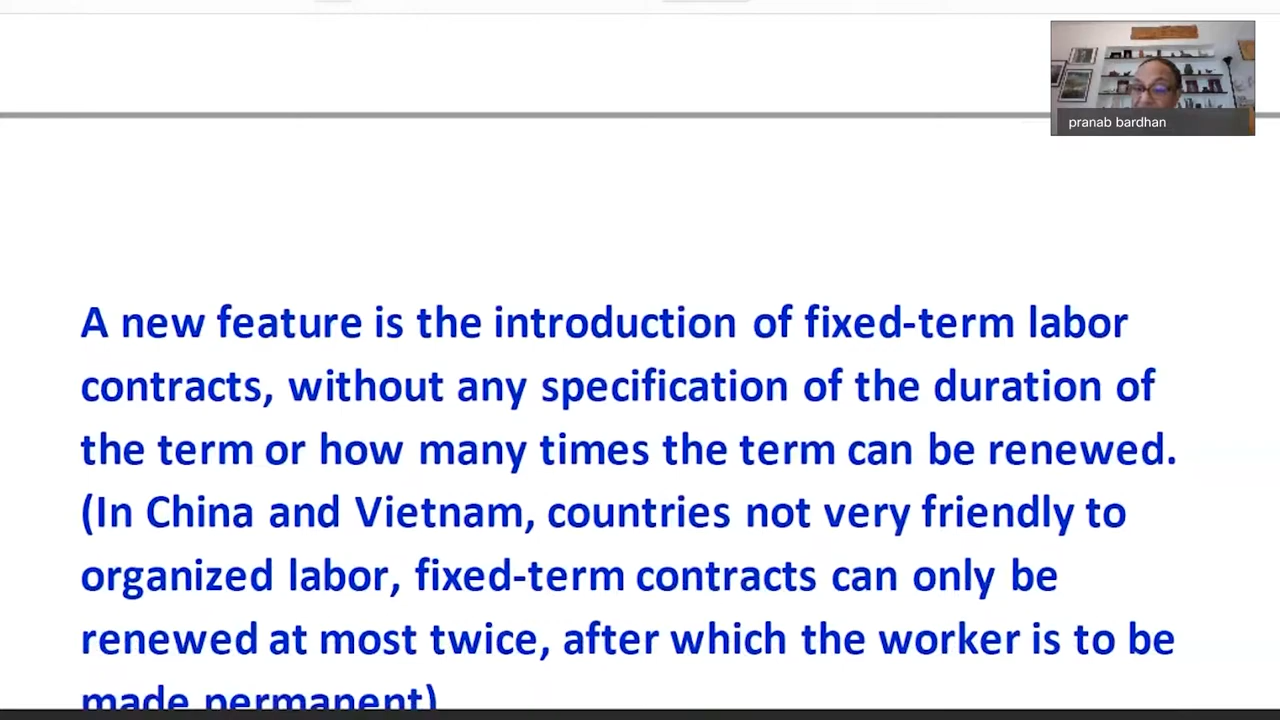 pranab bardhan
A new feature is the introduction of fixed-term labor
contracts, without any specification of the duration of
the term or how many times the term can be renewed.
(In China and Vietnam, countries not very friendly to
organized labor, fixed-term contracts can only be
renewed at most twice, after which the worker is to be
made permanent)